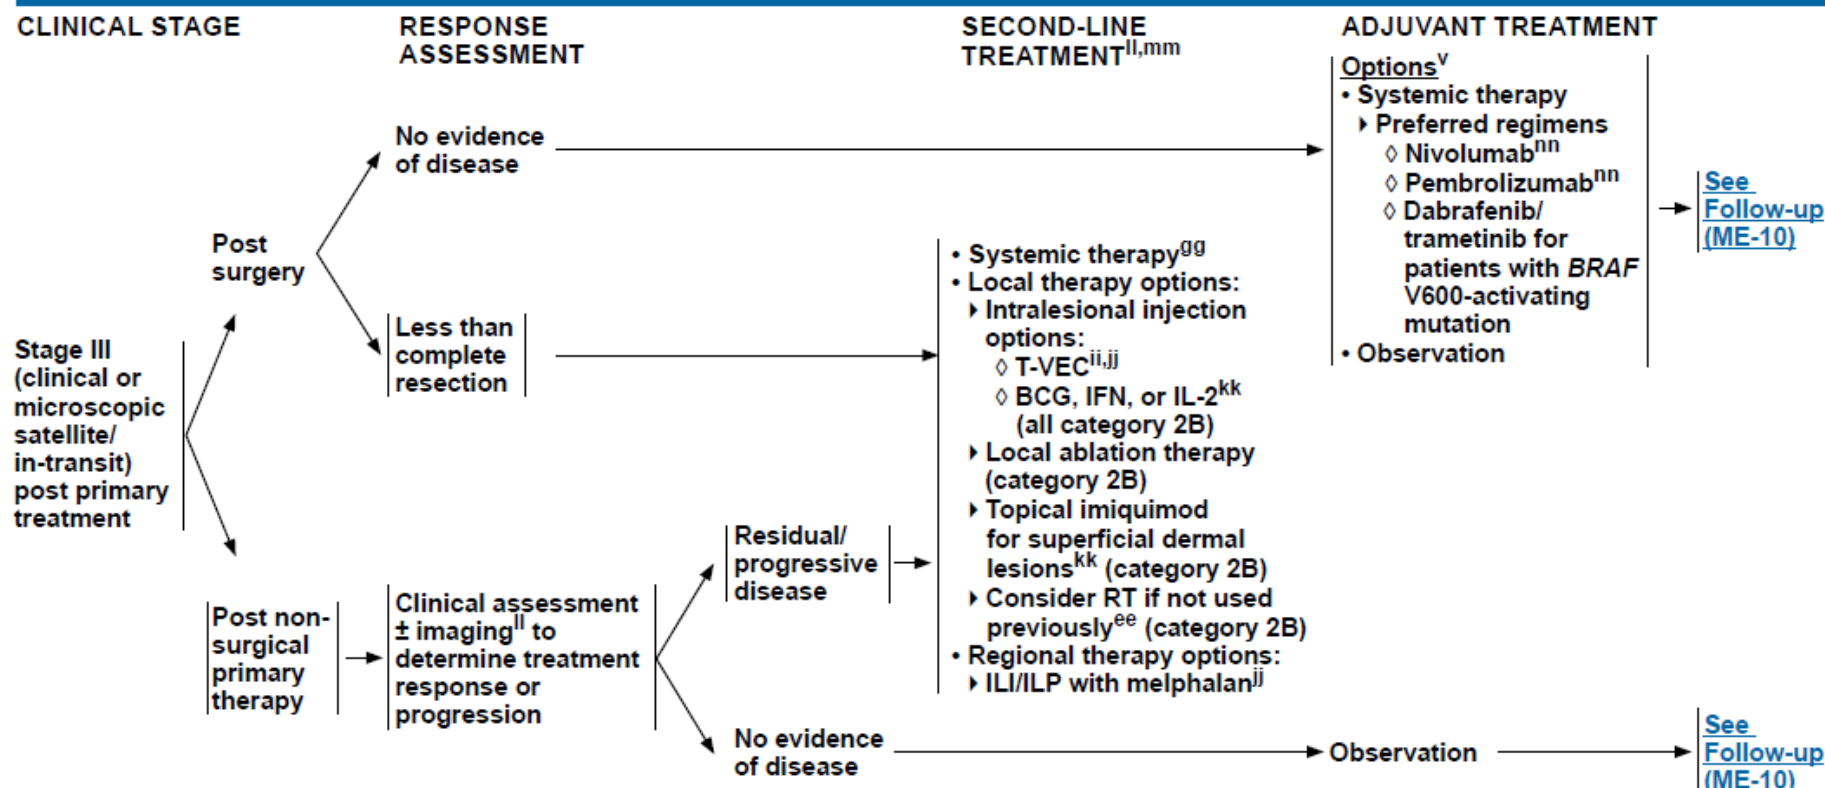 CLINICAL STAGE
RESPONSE
ASSESSMENT
SECOND-LINE
TREATMENTll,mm
ADJUVANT TREATMENT
Stage III
(clinical or
microscopic
satellite/
in-transit)
post primary
treatment
Post
surgery
No evidence
of disease
Less than
complete
resection
Post non-
surgical
primary
therapy
Clinical assessment
± imagingll to
determine treatment
response or
progression
Residual/
progressive
disease
No evidence
of disease
• Systemic therapygg
• Local therapy options:
▸ Intralesional injection
options:
◊ T-VECii,jj
◊ BCG, IFN, or IL-2kk
(all category 2B)
▸ Local ablation therapy
(category 2B)
▸ Topical imiquimod
for superficial dermal
lesionskk (category 2B)
▸ Consider RT if not used
previouslyee (category 2B)
• Regional therapy options:
▸ ILI/ILP with melphalanjj
Optionsv
• Systemic therapy
▸ Preferred regimens
◊ Nivolumabnn
◊ Pembrolizumabnn
◊ Dabrafenib/
trametinib for
patients with BRAF
V600-activating
mutation
• Observation
See
Follow-up
(ME-10)
Observation
See
Follow-up
(ME-10)